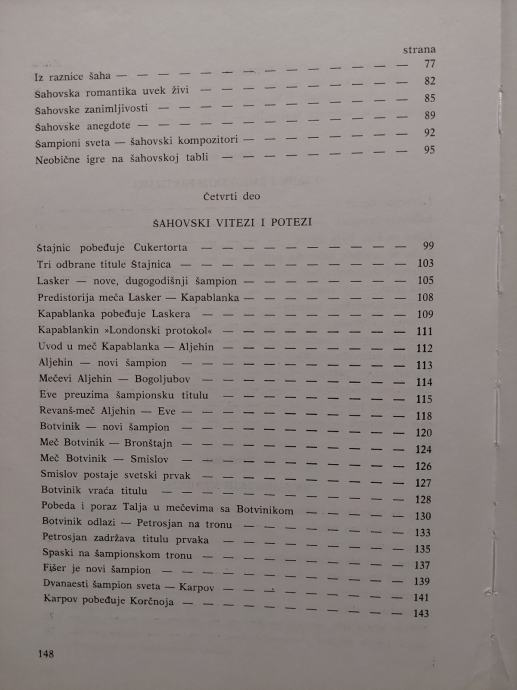 strana
Iz raznice šaha — — — — — — — — — — — 77
Šahovska romantika uvek živi — — — — — — — — 82
Šahovske zanimljivosti — — — — — — — — — — 85
Šahovske anegdote — — — — — — — — — — — 89
Šampioni sveta — šahovski kompozitori — — — — — — 92
Neobične igre na šahovskoj tabli — — — — — — — 95
Četvrti deo
ŠAHOVSKI VITEZI I POTEZI
Štajnic pobeđuje Cukertorta — — — — — — — — 99
Tri odbrane titule Štajnica — — — — — — — — — 103
Lasker — nove, dugogodišnji šampion — — — — — — 105
Predistorija meča Lasker — Kapablanka — — — — — — 108
Kapablanka pobeđuje Laskera — — — — — — — — 109
Kapablankin »Londonski protokol« — — — — — — — 111
Uvod u meč Kapablanka — Aljehin — — — — — — — 112
Aljehin — novi šampion — — — — — — — — — 113
Mečevi Aljehin — Bogoljubov — — — — — — — — 114
Eve preuzima šampionsku titulu — — — — — — — 115
Revanš-meč Aljehin — Eve — — — — — — — — — 118
Botvinik — novi šampion — — — — — — — — — 120
Meč Botvinik — Bronštajn — — — — — — — — — 124
Meč Botvinik — Smislov — — — — — — — — — 126
Smislov postaje svetski prvak — — — — — — — — 127
Botvinik vraća titulu — — — — — — — — — — 128
Pobeda i poraz Talja u mečevima sa Botvinikom — — — — 130
Botvinik odlazi — Petrosjan na tronu — — — — — — 133
Petrosjan zadržava titulu prvaka — — — — — — — 135
Spaski na šampionskom tronu — — — — — — — — 137
Fišer je novi šampion — — — — — — — — — 139
Dvanaesti šampion sveta — Karpov — — — — — — — 141
Karpov pobeđuje Korčnoja — — — — — — — — — 143
148